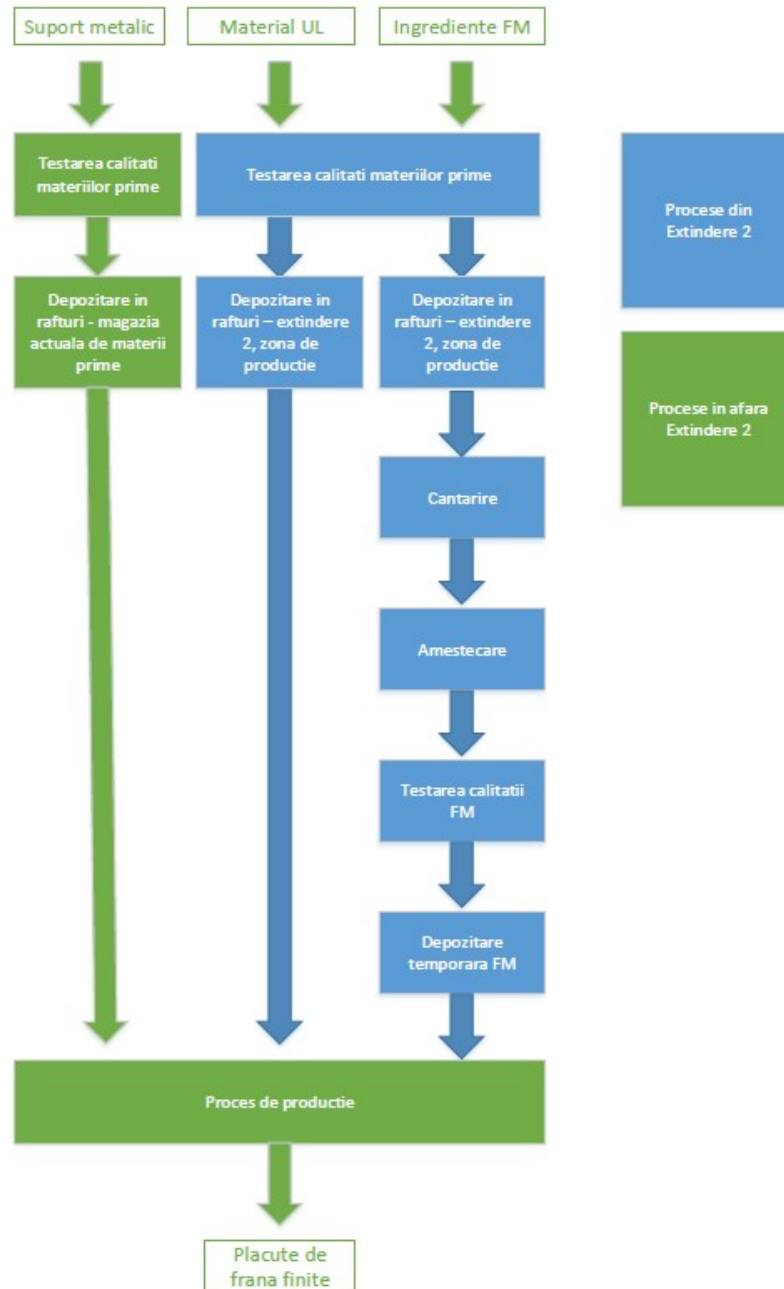 Suport metalic
Material UL
Ingrediente FM
Testarea calitati
materiilor prime
Testarea calitati materiilor prime
Procese din
Extindere 2
Depozitare in
rafturi - magazia
actuala de materii
prime
Depozitare in
rafturi – extindere
2, zona de
productie
Depozitare in
rafturi – extindere
2, zona de
productie
Procese in afara
Extindere 2
Cantarire
Amestecare
Testarea calitatii
FM
Depozitare
temporara FM
Proces de productie
Placute de
frana finite